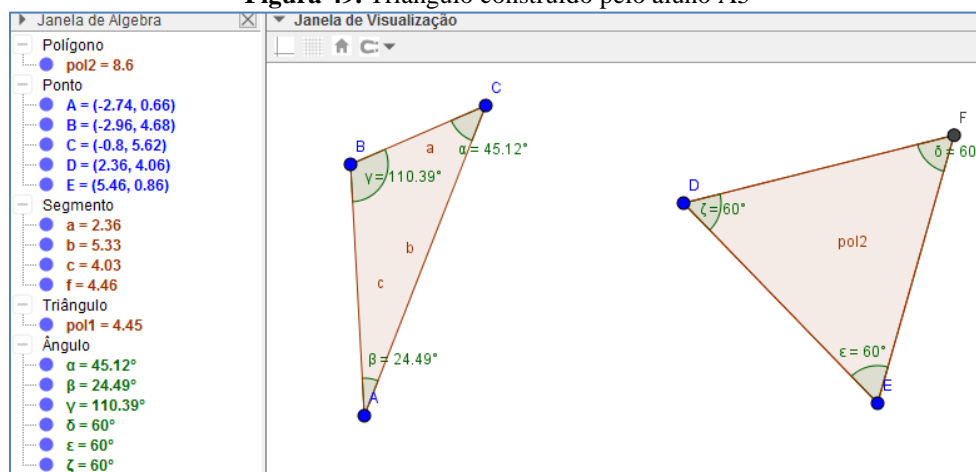 Figura 49. Triângulo construído pelo aluno A3
Janela de Álgebra
Janela de Visualização
Polígono
pol2 = 8.6
Ponto
A = (-2.74, 0.66)
B = (-2.96, 4.68)
C = (-0.8, 5.62)
D = (2.36, 4.06)
E = (5.46, 0.86)
Segmento
a = 2.36
b = 5.33
c = 4.03
f = 4.46
Triângulo
pol1 = 4.45
Ângulo
α = 45.12°
β = 24.49°
γ = 110.39°
δ = 60°
ε = 60°
ζ = 60°
C
B
a
α = 45.12°
γ = 110.39°
b
c
β = 24.49°
A
F
δ = 60
D
ζ = 60°
pol2
ε = 60°
E